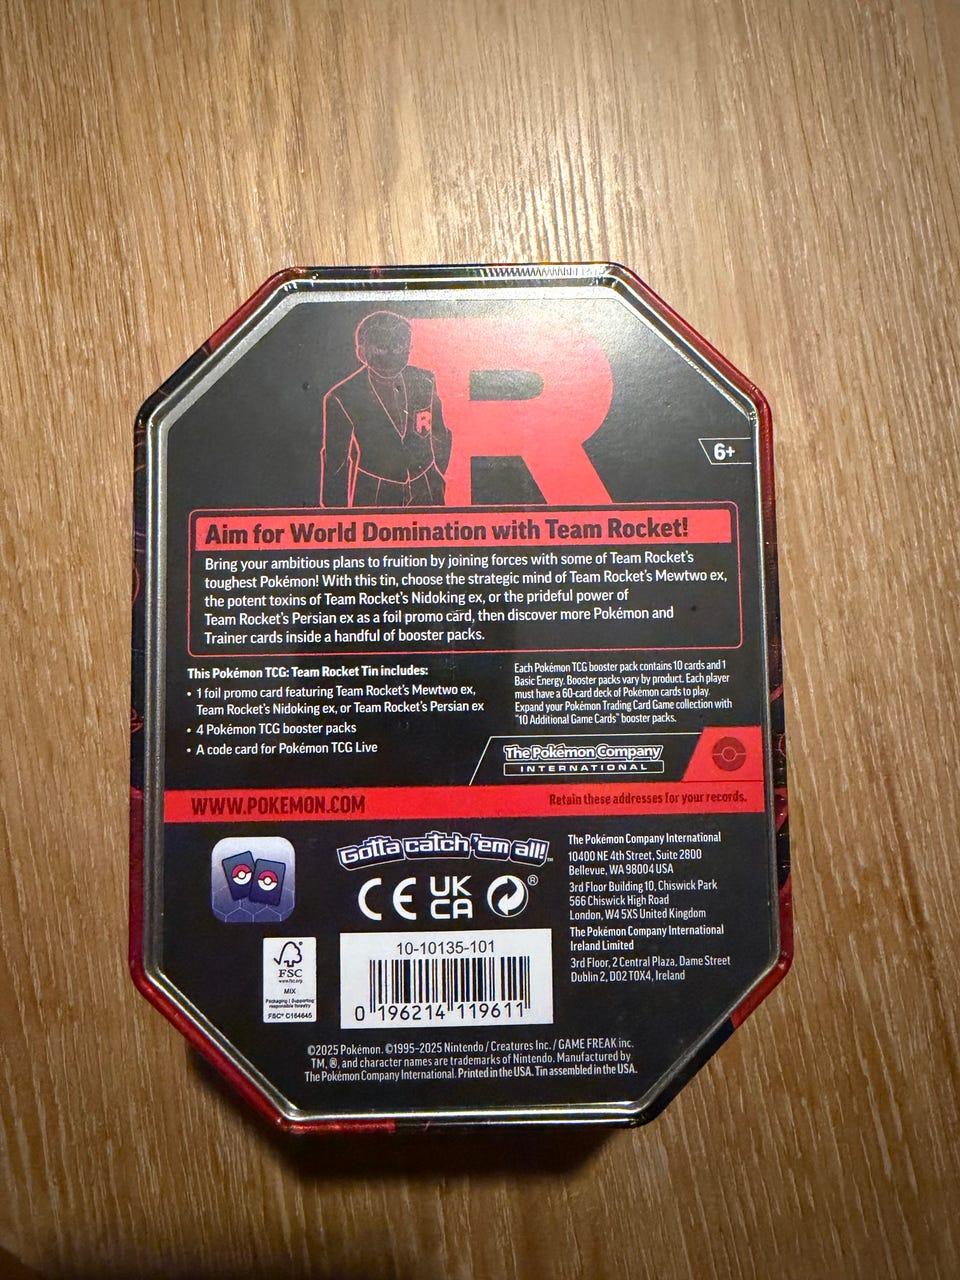 R
R
6+
Aim for World Domination with Team Rocket!
Bring your ambitious plans to fruition by joining forces with some of Team Rocket's
toughest Pokémon! With this tin, choose the strategic mind of Team Rocket's Mewtwo ex,
the potent toxins of Team Rocket's Nidoking ex, or the prideful power of
Team Rocket's Persian ex as a foil promo card, then discover more Pokémon and
Trainer cards inside a handful of booster packs.
This Pokémon TCG: Team Rocket Tin includes:
• 1 foil promo card featuring Team Rocket's Mewtwo ex,
Team Rocket's Nidoking ex, or Team Rocket's Persian ex
• 4 Pokémon TCG booster packs
• A code card for Pokémon TCG Live
Each Pokémon TCG booster pack contains 10 cards and 1
Basic Energy. Booster packs vary by product. Each player
must have a 60-card deck of Pokémon cards to play.
Expand your Pokémon Trading Card Game collection with
"10 Additional Game Cards" booster packs.
The Pokémon Company
INTERNATIONAL
WWW.POKEMON.COM
Retain these addresses for your records.
Gotta catch 'em all!™
CE
UK
CA
®
The Pokémon Company International
10400 NE 4th Street, Suite 2800
Bellevue, WA 98004 USA
3rd Floor Building 10, Chiswick Park
566 Chiswick High Road
London, W4 5XS United Kingdom
The Pokémon Company International
Ireland Limited
3rd Floor, 2 Central Plaza, Dame Street
Dublin 2, D02 T0X4, Ireland
FSC
www.fsc.org
MIX
Packaging | Supporting
responsible forestry
FSC® C164645
10-10135-101
0 196214 119611
©2025 Pokémon. ©1995-2025 Nintendo / Creatures Inc. / GAME FREAK inc.
TM, ®, and character names are trademarks of Nintendo. Manufactured by
The Pokémon Company International. Printed in the USA. Tin assembled in the USA.